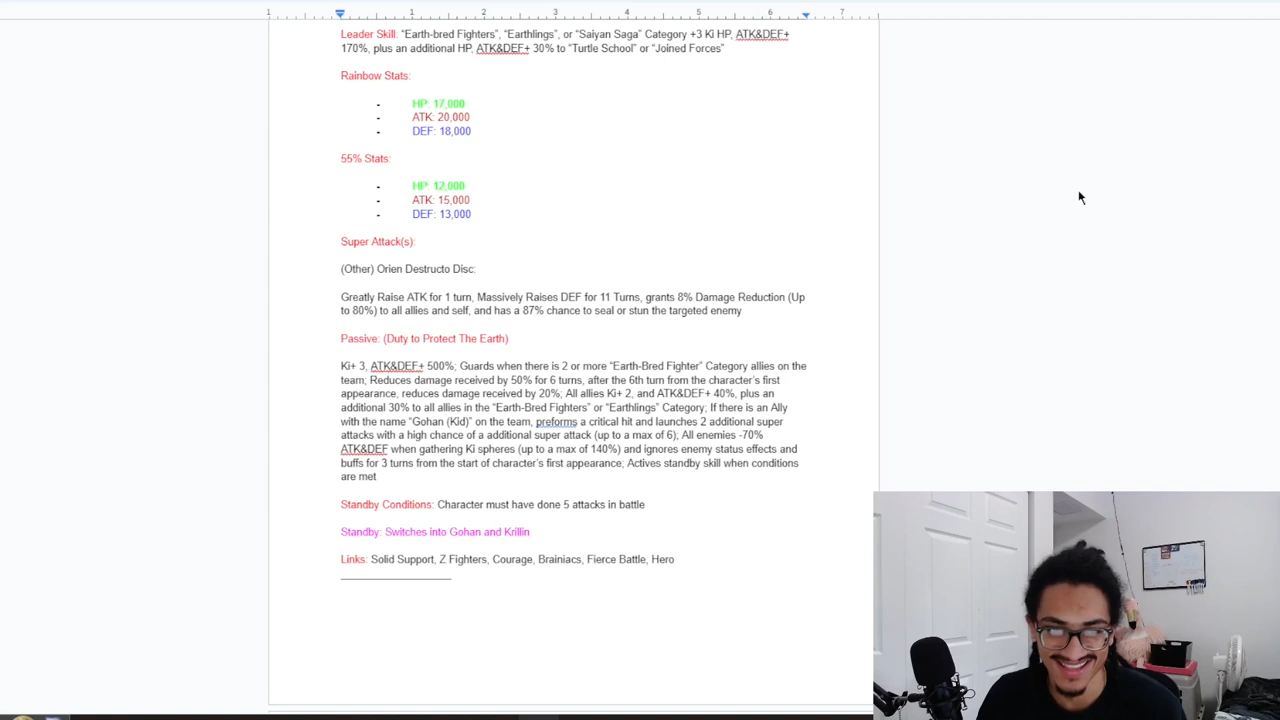 1 1 2 3 4 5 6 7
Leader Skill: “Earth-bred Fighters”, “Earthlings”, or “Saiyan Saga” Category +3 Ki HP, ATK&DEF+
170%, plus an additional HP, ATK&DEF+ 30% to “Turtle School” or “Joined Forces”
Rainbow Stats:
- HP: 17,000
- ATK: 20,000
- DEF: 18,000
55% Stats:
- HP: 12,000
- ATK: 15,000
- DEF: 13,000
Super Attack(s):
(Other) Orien Destructo Disc:
Greatly Raise ATK for 1 turn, Massively Raises DEF for 11 Turns, grants 8% Damage Reduction (Up
to 80%) to all allies and self, and has a 87% chance to seal or stun the targeted enemy
Passive: (Duty to Protect The Earth)
Ki+ 3, ATK&DEF+ 500%; Guards when there is 2 or more “Earth-Bred Fighter” Category allies on the
team; Reduces damage received by 50% for 6 turns, after the 6th turn from the character’s first
appearance, reduces damage received by 20%; All allies Ki+ 2, and ATK&DEF+ 40%, plus an
additional 30% to all allies in the “Earth-Bred Fighters” or “Earthlings” Category; If there is an Ally
with the name “Gohan (Kid)” on the team, preforms a critical hit and launches 2 additional super
attacks with a high chance of a additional super attack (up to a max of 6); All enemies -70%
ATK&DEF when gathering Ki spheres (up to a max of 140%) and ignores enemy status effects and
buffs for 3 turns from the start of character’s first appearance; Actives standby skill when conditions
are met
Standby Conditions: Character must have done 5 attacks in battle
Standby: Switches into Gohan and Krillin
Links: Solid Support, Z Fighters, Courage, Brainiacs, Fierce Battle, Hero